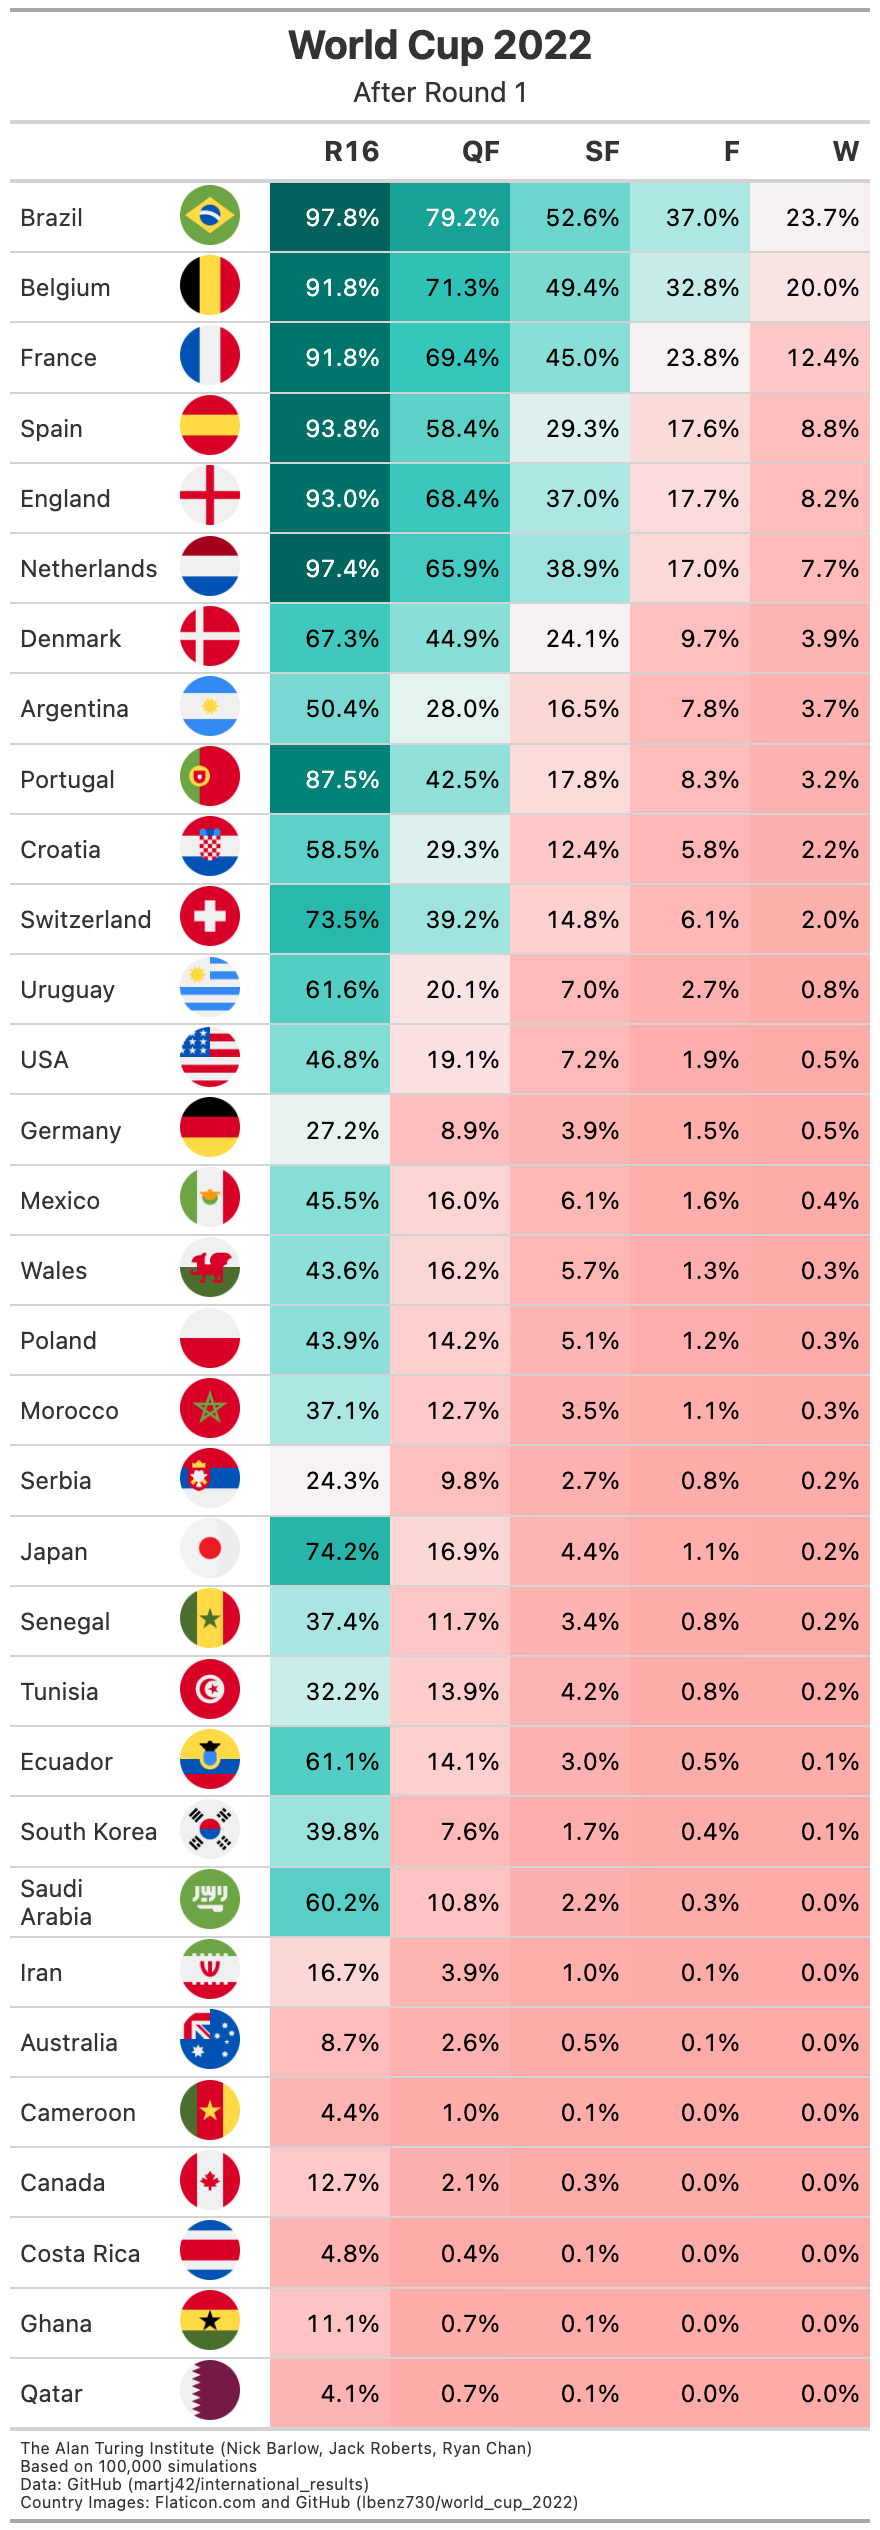 World Cup 2022
After Round 1
R16 QF SF F W
Brazil 97.8% 79.2% 52.6% 37.0% 23.7%
Belgium 91.8% 71.3% 49.4% 32.8% 20.0%
France 91.8% 69.4% 45.0% 23.8% 12.4%
Spain 93.8% 58.4% 29.3% 17.6% 8.8%
England 93.0% 68.4% 37.0% 17.7% 8.2%
Netherlands 97.4% 65.9% 38.9% 17.0% 7.7%
Denmark 67.3% 44.9% 24.1% 9.7% 3.9%
Argentina 50.4% 28.0% 16.5% 7.8% 3.7%
Portugal 87.5% 42.5% 17.8% 8.3% 3.2%
Croatia 58.5% 29.3% 12.4% 5.8% 2.2%
Switzerland 73.5% 39.2% 14.8% 6.1% 2.0%
Uruguay 61.6% 20.1% 7.0% 2.7% 0.8%
USA 46.8% 19.1% 7.2% 1.9% 0.5%
Germany 27.2% 8.9% 3.9% 1.5% 0.5%
Mexico 45.5% 16.0% 6.1% 1.6% 0.4%
Wales 43.6% 16.2% 5.7% 1.3% 0.3%
Poland 43.9% 14.2% 5.1% 1.2% 0.3%
Morocco 37.1% 12.7% 3.5% 1.1% 0.3%
Serbia 24.3% 9.8% 2.7% 0.8% 0.2%
Japan 74.2% 16.9% 4.4% 1.1% 0.2%
Senegal 37.4% 11.7% 3.4% 0.8% 0.2%
Tunisia 32.2% 13.9% 4.2% 0.8% 0.2%
Ecuador 61.1% 14.1% 3.0% 0.5% 0.1%
South Korea 39.8% 7.6% 1.7% 0.4% 0.1%
Saudi
Arabia 60.2% 10.8% 2.2% 0.3% 0.0%
Iran 16.7% 3.9% 1.0% 0.1% 0.0%
Australia 8.7% 2.6% 0.5% 0.1% 0.0%
Cameroon 4.4% 1.0% 0.1% 0.0% 0.0%
Canada 12.7% 2.1% 0.3% 0.0% 0.0%
Costa Rica 4.8% 0.4% 0.1% 0.0% 0.0%
Ghana 11.1% 0.7% 0.1% 0.0% 0.0%
Qatar 4.1% 0.7% 0.1% 0.0% 0.0%
The Alan Turing Institute (Nick Barlow, Jack Roberts, Ryan Chan)
Based on 100,000 simulations
Data: GitHub (martj42/international_results)
Country Images: Flaticon.com and GitHub (lbenz730/world_cup_2022)